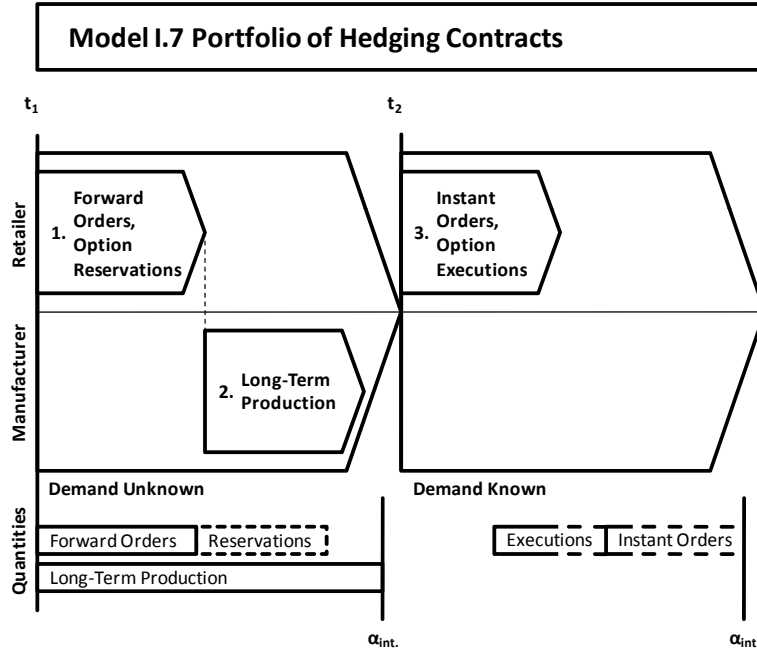 Model I.7 Portfolio of Hedging Contracts
t1
t2
Retailer
1. Forward
Orders,
Option
Reservations
3. Instant
Orders,
Option
Executions
Manufacturer
2. Long-Term
Production
Demand Unknown
Demand Known
Quantities
Forward Orders
Reservations
Executions
Instant Orders
Long-Term Production
αint.
αint